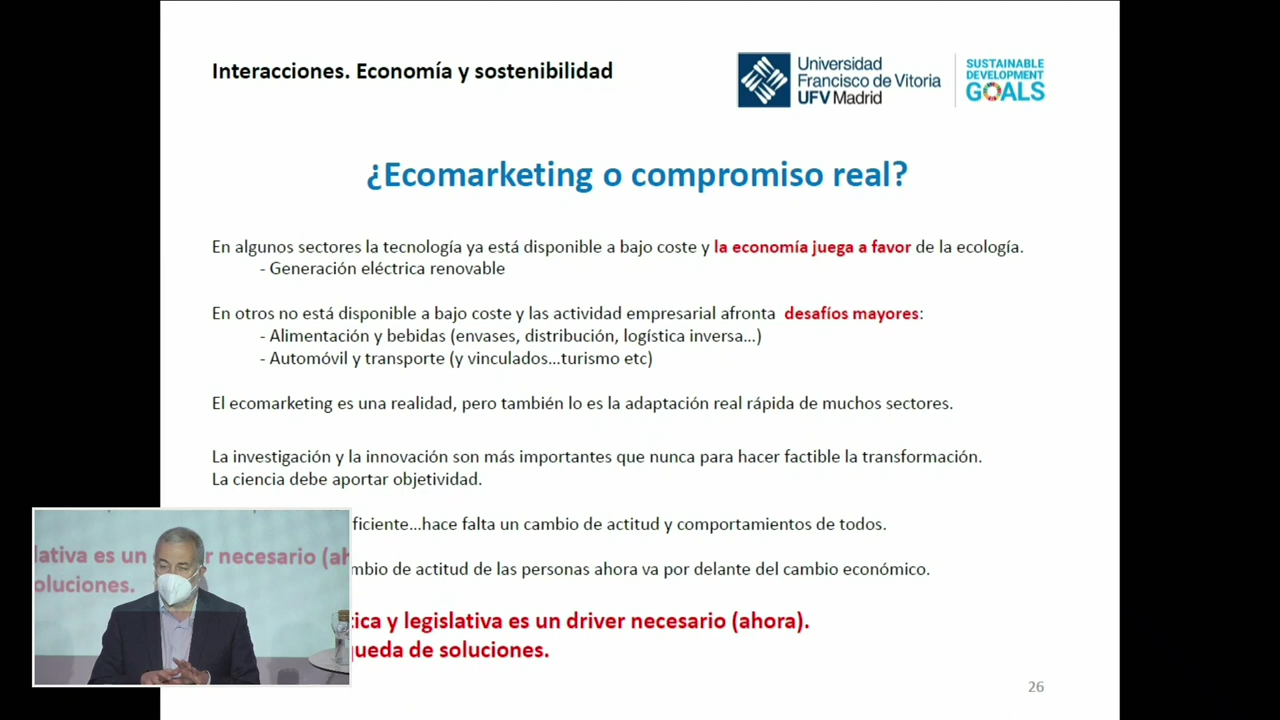 Interacciones. Economía y sostenibilidad
Universidad
Francisco de Vitoria
UFV Madrid
SUSTAINABLE
DEVELOPMENT
GOALS
¿Ecomarketing o compromiso real?
En algunos sectores la tecnología ya está disponible a bajo coste y la economía juega a favor de la ecología.
- Generación eléctrica renovable
En otros no está disponible a bajo coste y las actividad empresarial afronta desafíos mayores:
- Alimentación y bebidas (envases, distribución, logística inversa...)
- Automóvil y transporte (y vinculados...turismo etc)
El ecomarketing es una realidad, pero también lo es la adaptación real rápida de muchos sectores.
La investigación y la innovación son más importantes que nunca para hacer factible la transformación.
La ciencia debe aportar objetividad.
ficiente...hace falta un cambio de actitud y comportamientos de todos.
mbio de actitud de las personas ahora va por delante del cambio económico.
tica y legislativa es un driver necesario (ahora).
queda de soluciones.
lativa es un d r necesario (ah
oluciones.
26